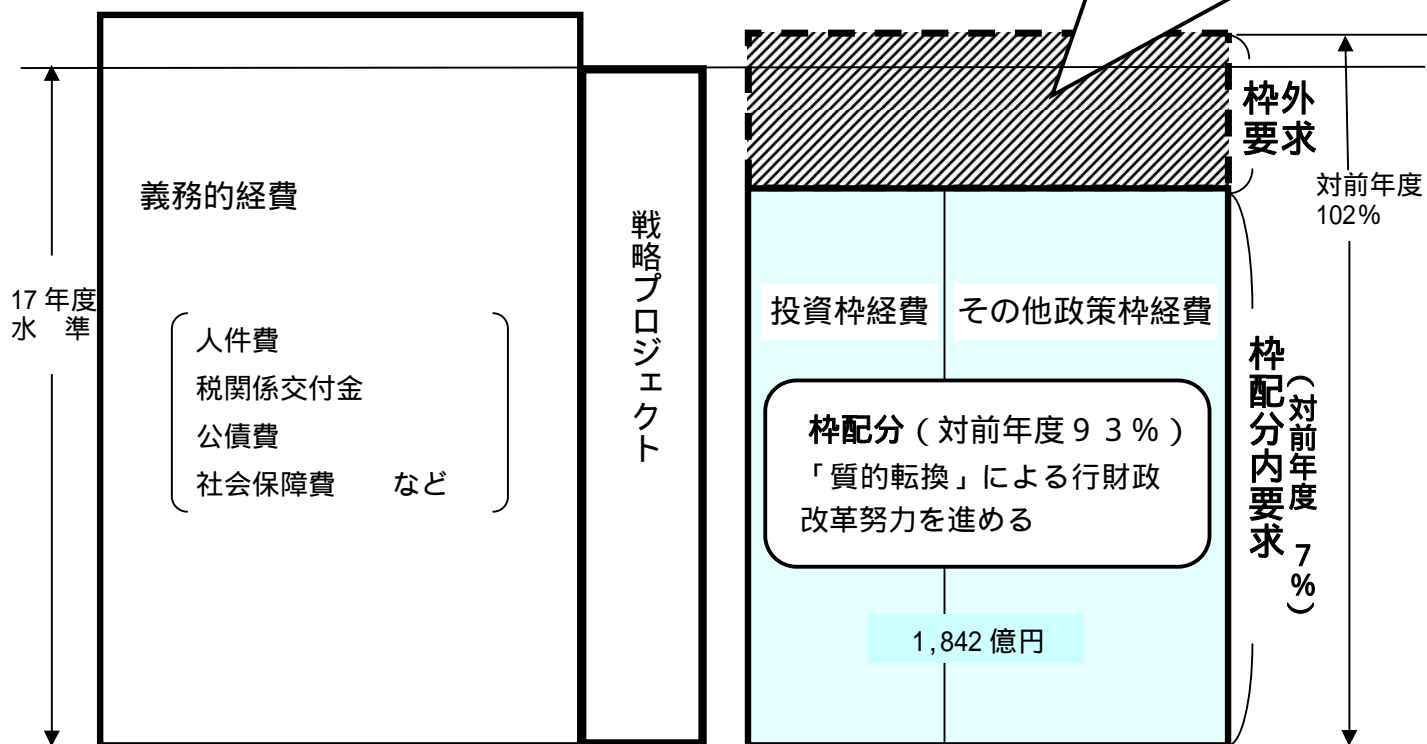 17 年度
水 準
義務的経費
人件費
税関係交付金
公債費
社会保障費 など
戦略プロジェクト
投資枠経費
その他政策枠経費
枠配分(対前年度93%)
「質的転換」による行財政
改革努力を進める
1,842 億円
枠外
要求
枠配分内要求
(対前年度 7%)
対前年度
102%